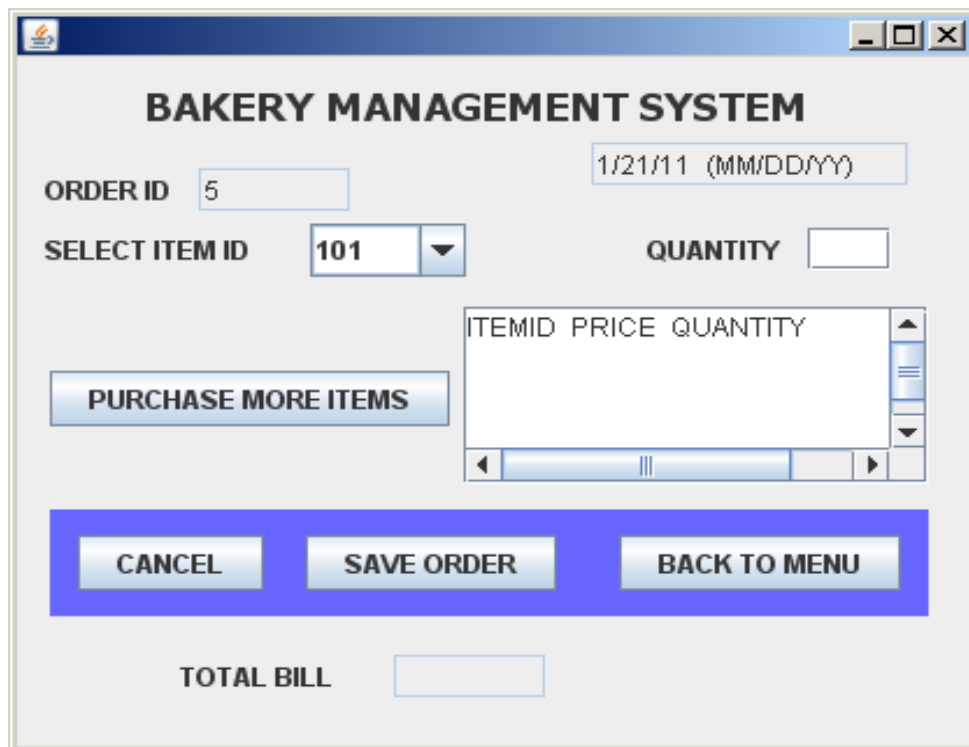 BAKERY MANAGEMENT SYSTEM
1/21/11 (MM/DD/YY)
ORDER ID 5
SELECT ITEM ID 101 QUANTITY
ITEMID PRICE QUANTITY
PURCHASE MORE ITEMS
CANCEL SAVE ORDER BACK TO MENU
TOTAL BILL